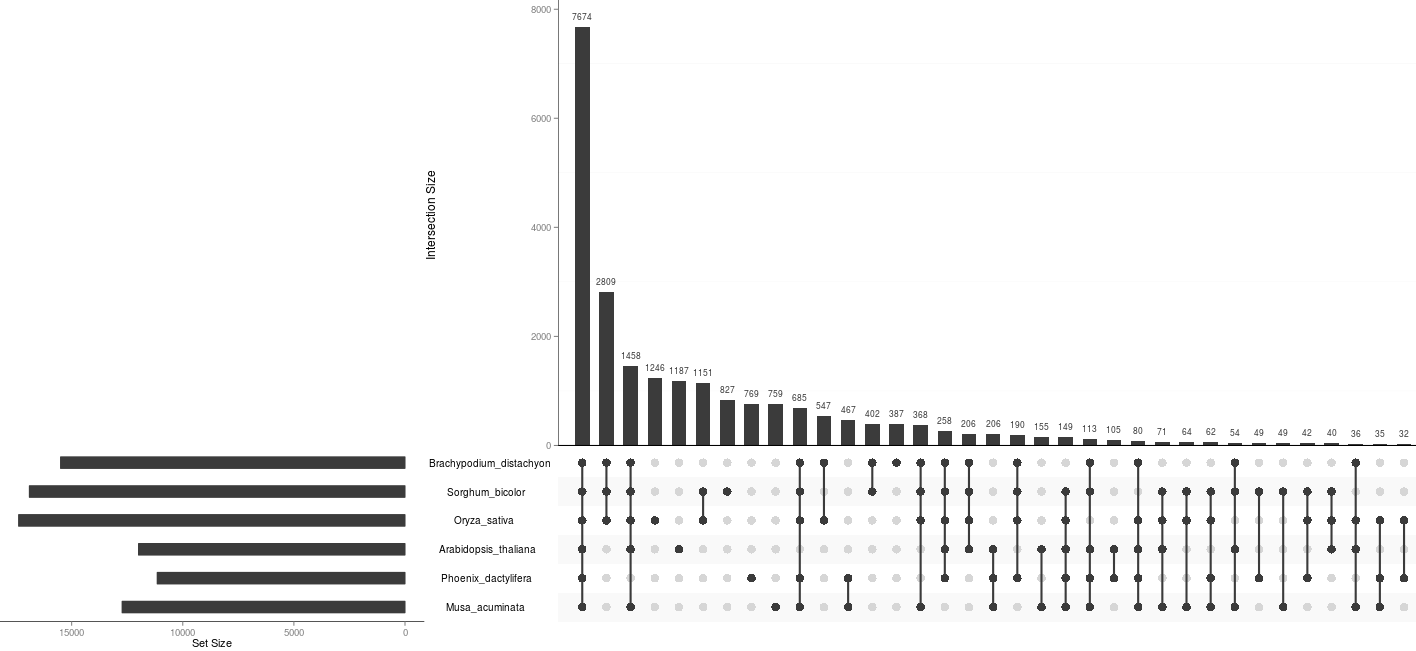 8000
7674
6000
Intersection Size
4000
2809
2000
1458
1246 1187 1151
827 769 759 685 547 467 402 387 368 258 206 206 190 155 149 113 105 80 71 64 62 54 49 49 42 40 36 35 32
0
Brachypodium_distachyon
Sorghum_bicolor
Oryza_sativa
Arabidopsis_thaliana
Phoenix_dactylifera
Musa_acuminata
15000 10000 5000 0
Set Size